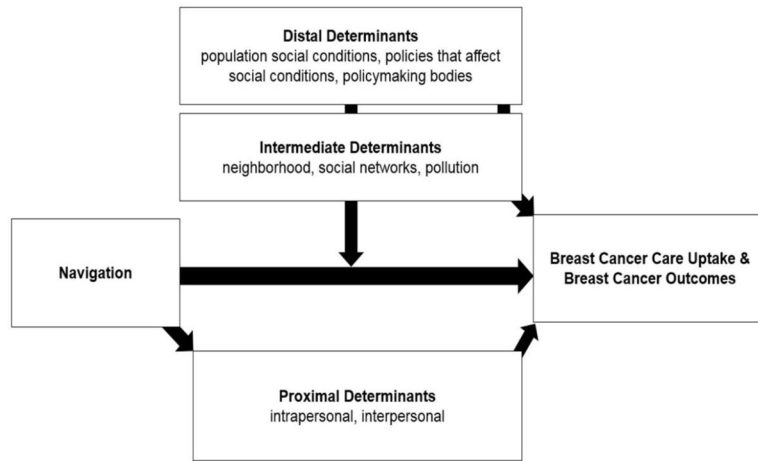 Distal Determinants
population social conditions, policies that affect
social conditions, policymaking bodies
Intermediate Determinants
neighborhood, social networks, pollution
Navigation
Breast Cancer Care Uptake &
Breast Cancer Outcomes
Proximal Determinants
intrapersonal, interpersonal